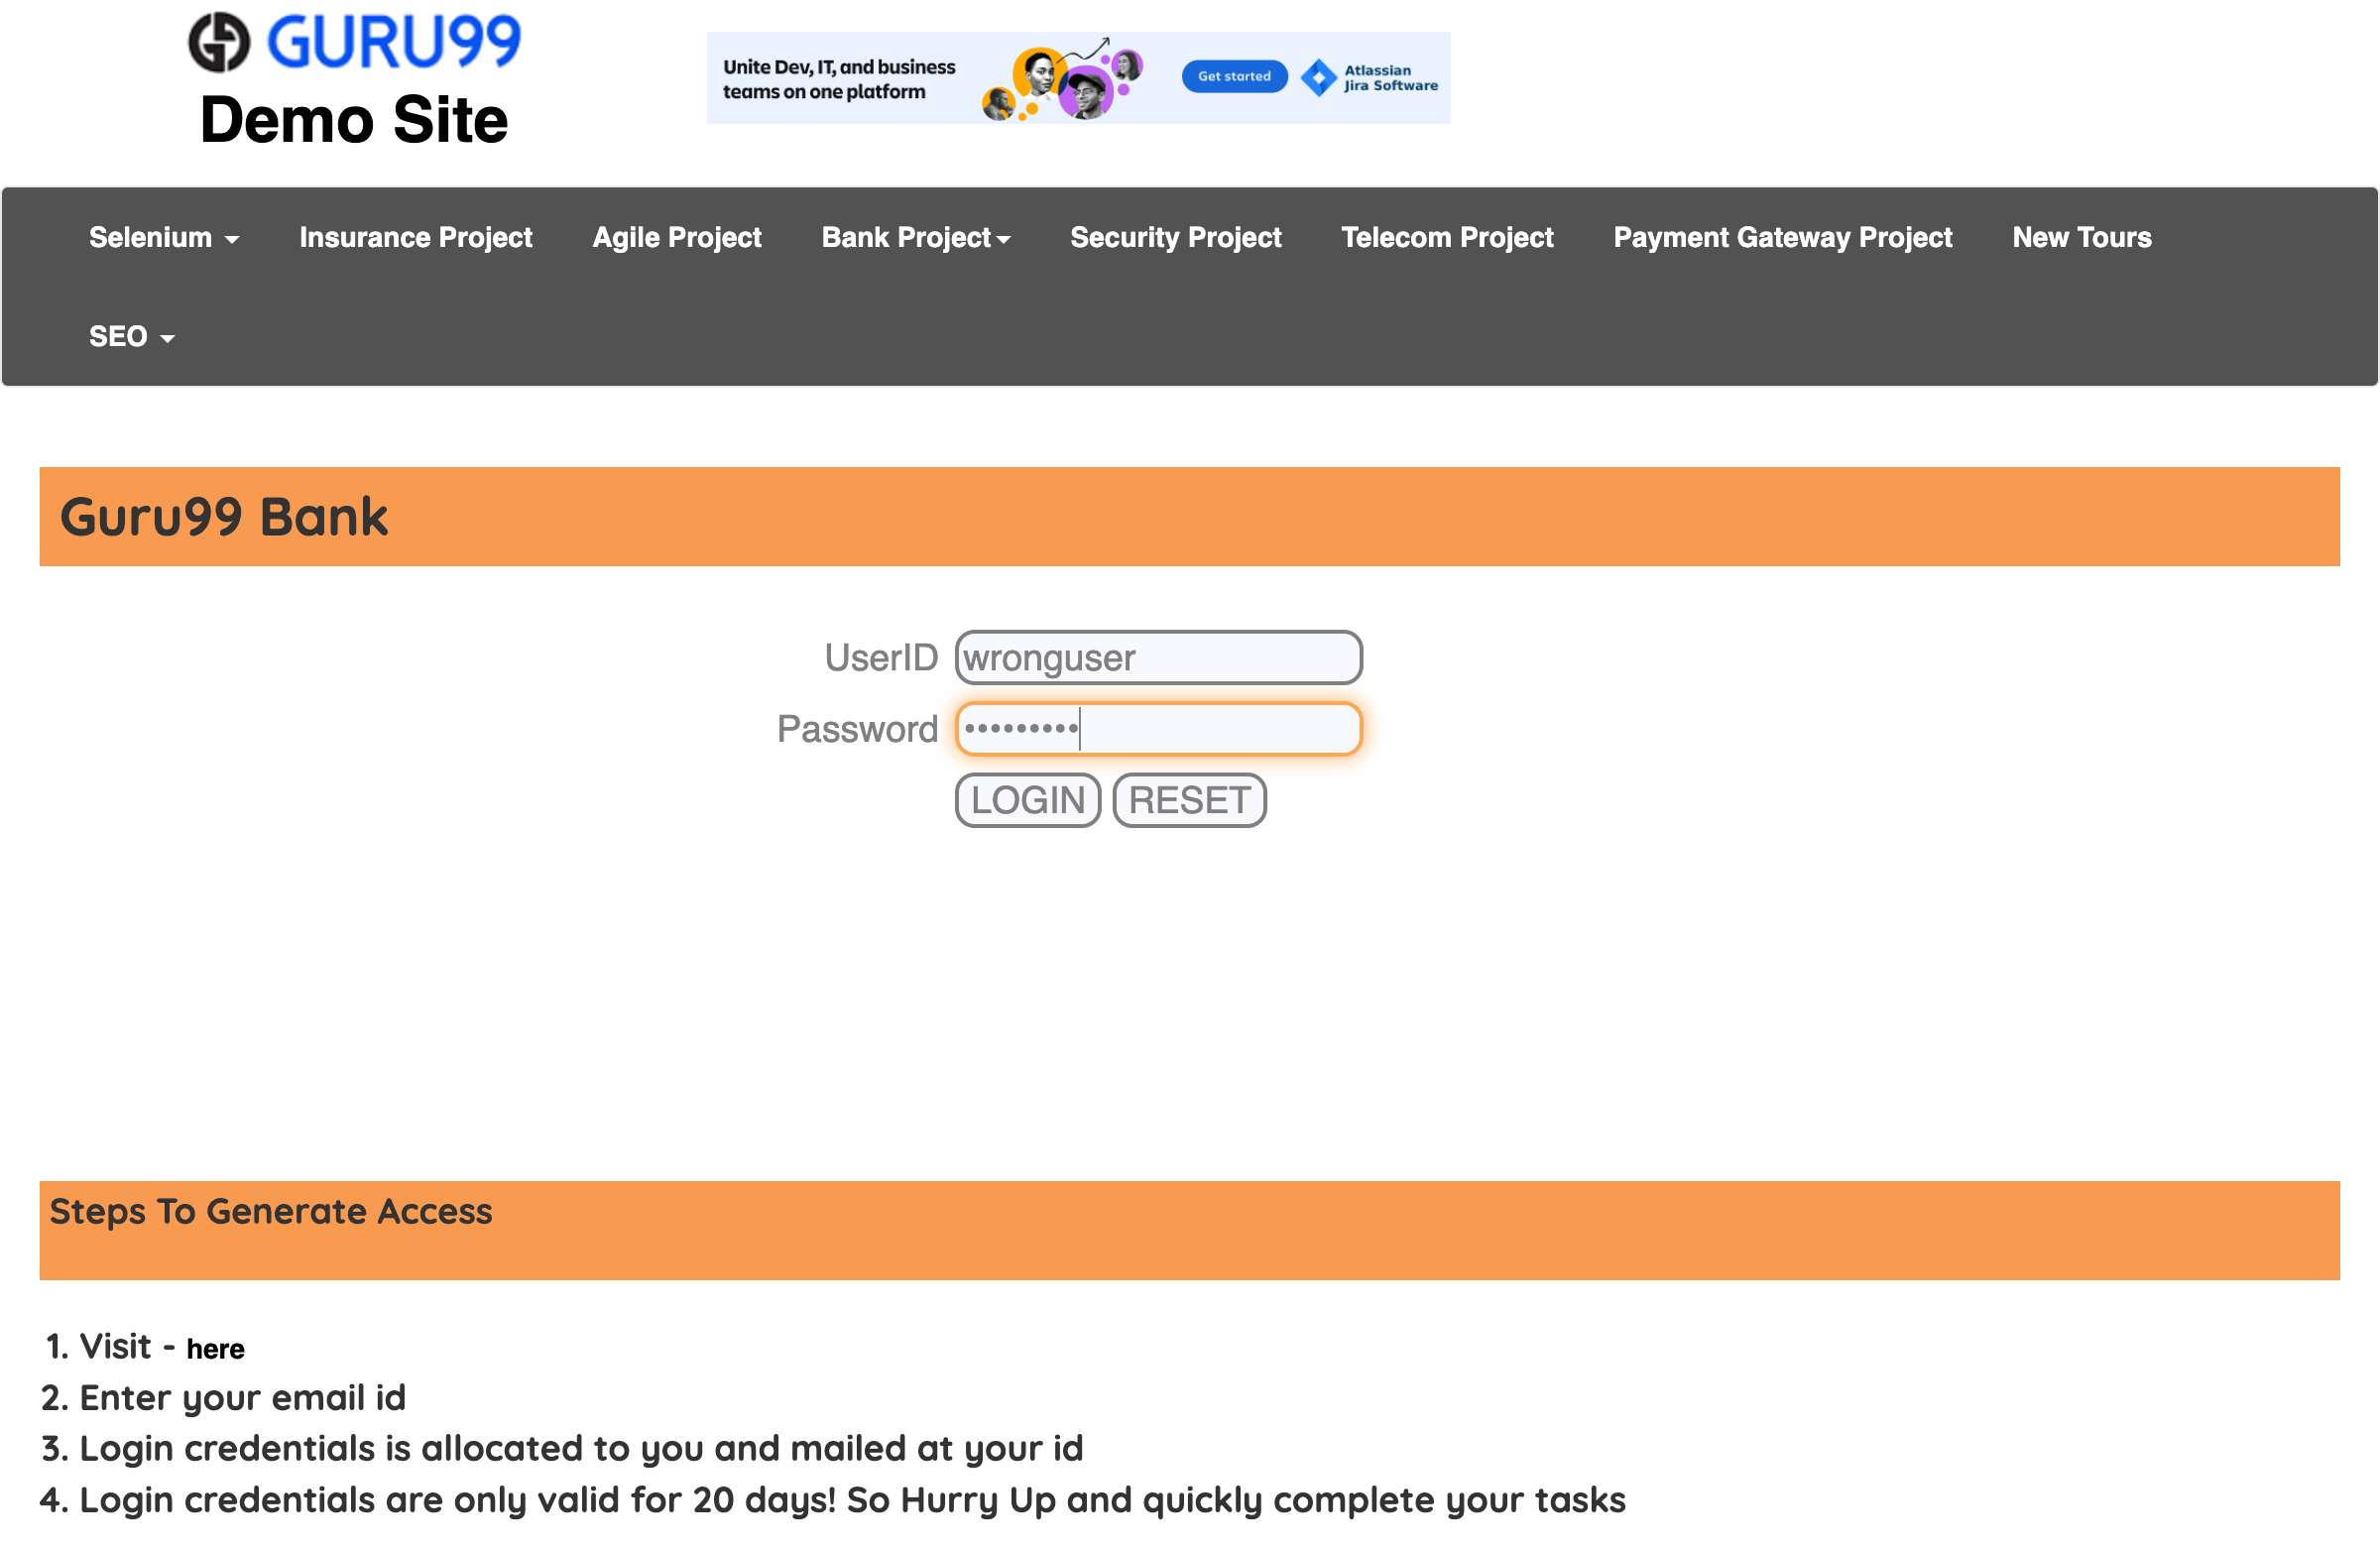 GURU99
Demo Site
Unite Dev, IT, and business
teams on one platform
Get started
Atlassian
Jira Software
Selenium Insurance Project Agile Project Bank Project Security Project Telecom Project Payment Gateway Project New Tours
SEO
Guru99 Bank
UserID wronguser
Password •••••••••
LOGIN RESET
Steps To Generate Access
1. Visit - here
2. Enter your email id
3. Login credentials is allocated to you and mailed at your id
4. Login credentials are only valid for 20 days! So Hurry Up and quickly complete your tasks